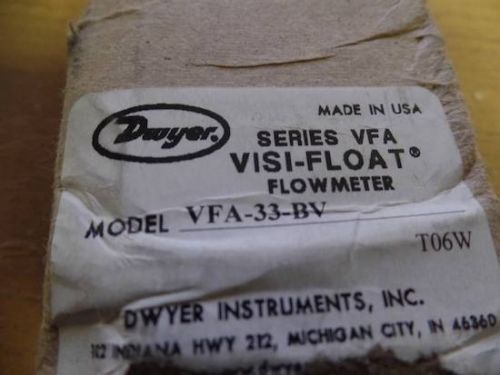 MADE IN USA
Dwyer.
SERIES VFA
VISI-FLOAT®
FLOWMETER
MODEL VFA-33-BV
T06W
DWYER INSTRUMENTS, INC.
102 INDIANA HWY 212, MICHIGAN CITY, IN 46360